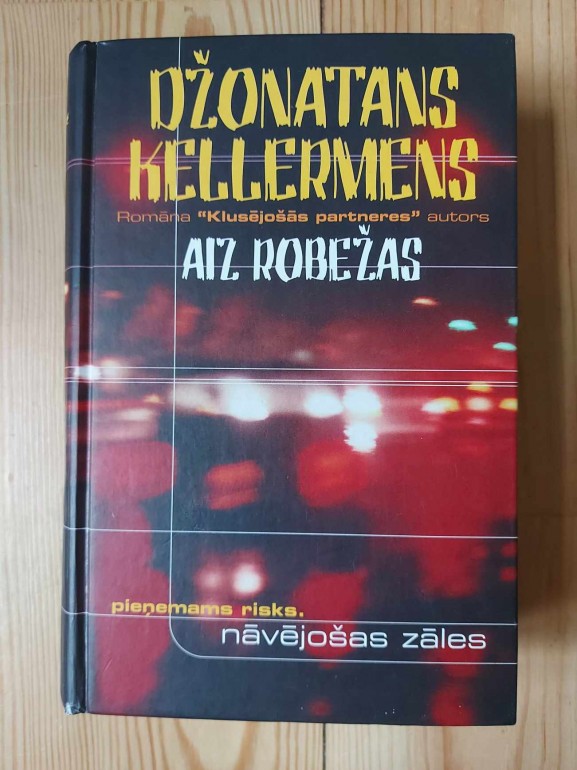 DŽONATANS
KELLERMENS
Romāna "Klusējošās partneres" autors
AIZ ROBEŽAS
pieņemams risks.
nāvējošas zāles